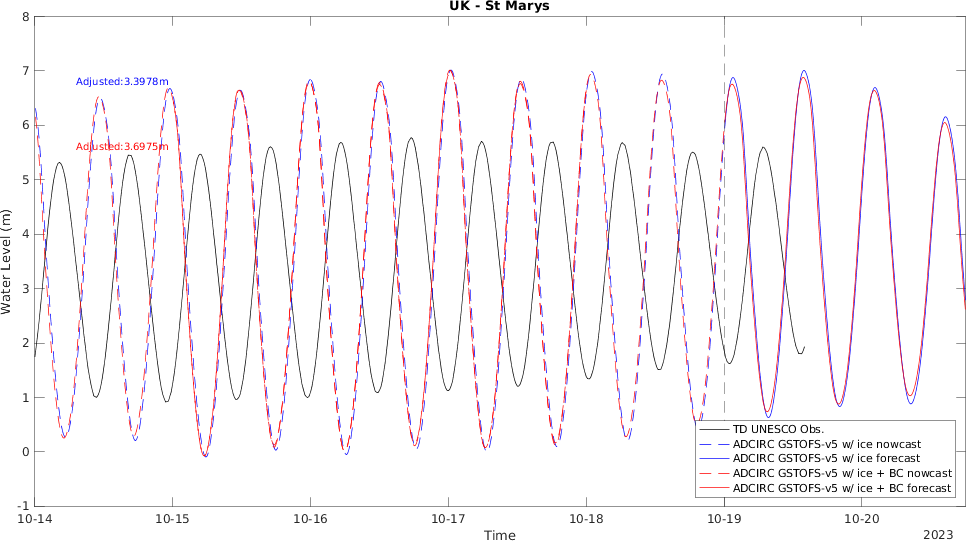 UK - St Marys
8
7
6
5
4
3
2
1
0
-1
Water Level (m)
Adjusted:3.3978m
Adjusted:3.6975m
TD UNESCO Obs.
ADCIRC GSTOFS-v5 w/ ice nowcast
ADCIRC GSTOFS-v5 w/ ice forecast
ADCIRC GSTOFS-v5 w/ ice + BC nowcast
ADCIRC GSTOFS-v5 w/ ice + BC forecast
10-14 10-15 10-16 10-17 10-18 10-19 10-20
Time
2023